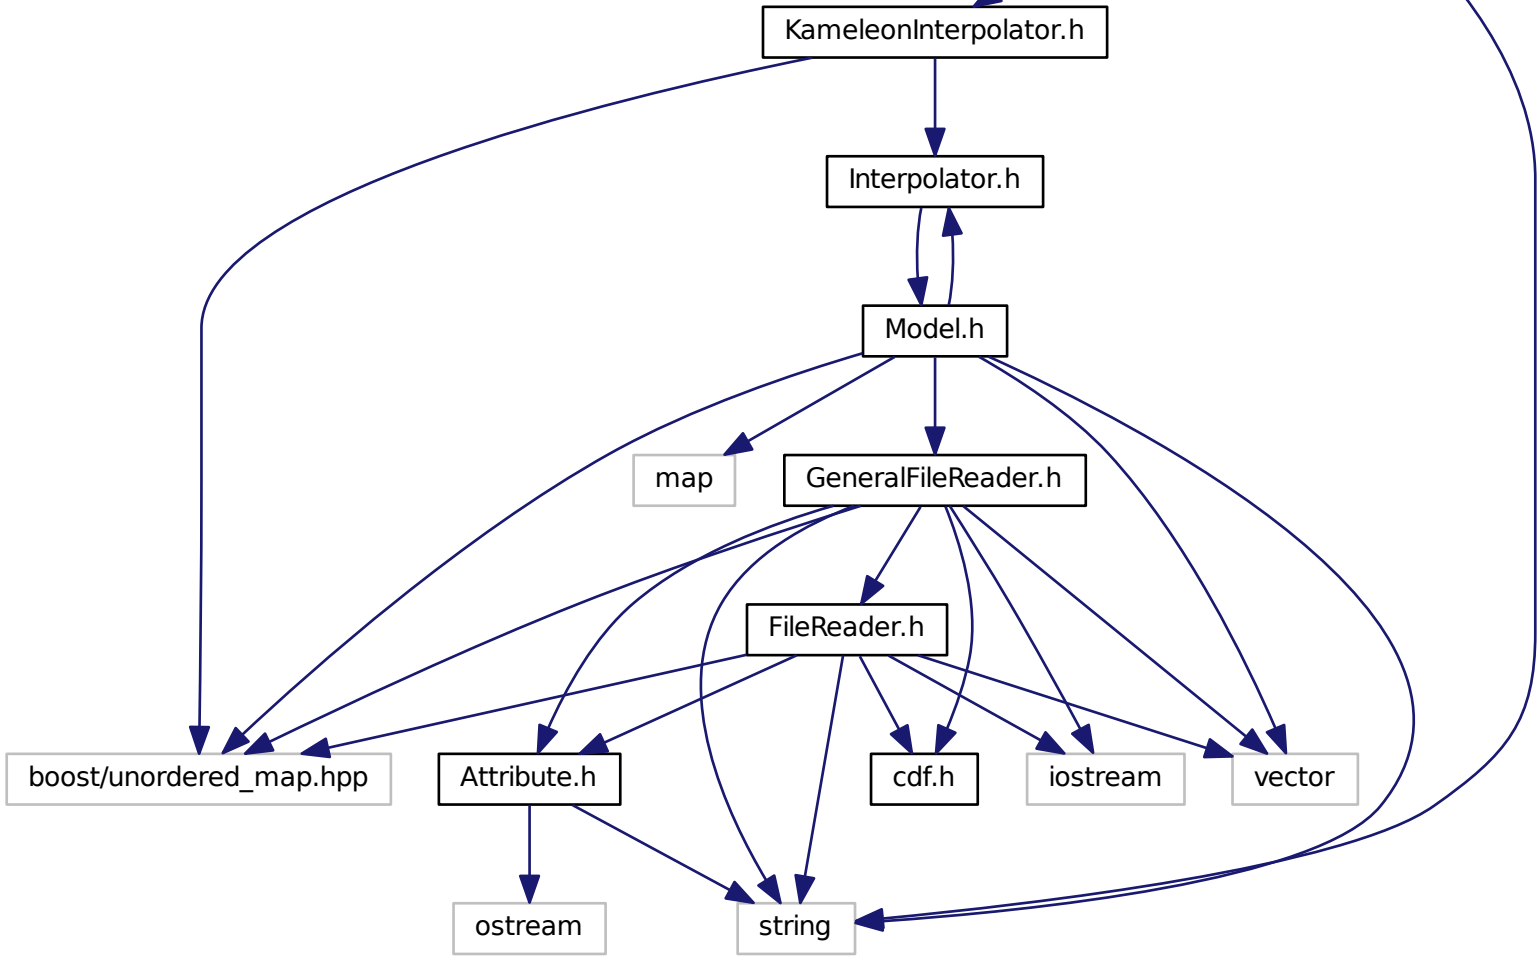 KameleonInterpolator.h
Interpolator.h
Model.h
map
GeneralFileReader.h
FileReader.h
boost/unordered_map.hpp
Attribute.h
cdf.h
iostream
vector
ostream
string